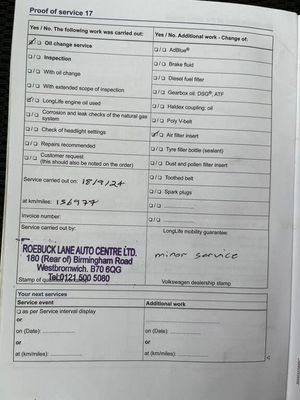 Proof of service 17
Yes / No. The following work was carried out:
☑/☐ Oil change service
☐/☐ Inspection
☐/☐ With oil change
☐/☐ With extended scope of inspection
☑/☐ LongLife engine oil used
☐/☐ Corrosion and leak checks of the natural gas
system
☐/☐ Check of headlight settings
☐/☐ Repairs recommended
☐/☐ Customer request
(this should also be noted on the order)
Service carried out on: 18/9/24
at km/miles: 156977
Invoice number:
Service carried out by:
ROEBUCK LANE AUTO CENTRE LTD.
180 (Rear of) Birmingham Road
Westbromwich. B70 6QG
Tel:0121 500 5080
Stamp of
Yes / No. Additional work - Change of:
☐/☐ AdBlue®
☐/☐ Brake fluid
☐/☐ Diesel fuel filter
☐/☐ Gearbox oil: DSG®, ATF
☐/☐ Haldex coupling: oil
☐/☐ Poly V-belt
☑/☐ Air filter insert
☐/☐ Tyre filler bottle (sealant)
☐/☐ Dust and pollen filter insert
☐/☐ Toothed belt
☐/☐ Spark plugs
☐/☐
☐/☐
LongLife mobility guarantee:
minor service
Volkswagen dealership stamp
Your next services
Service event
☐ as per Service interval display
or
on (Date):
or
at (km/miles):
Additional work
on (Date):
or
at (km/miles):